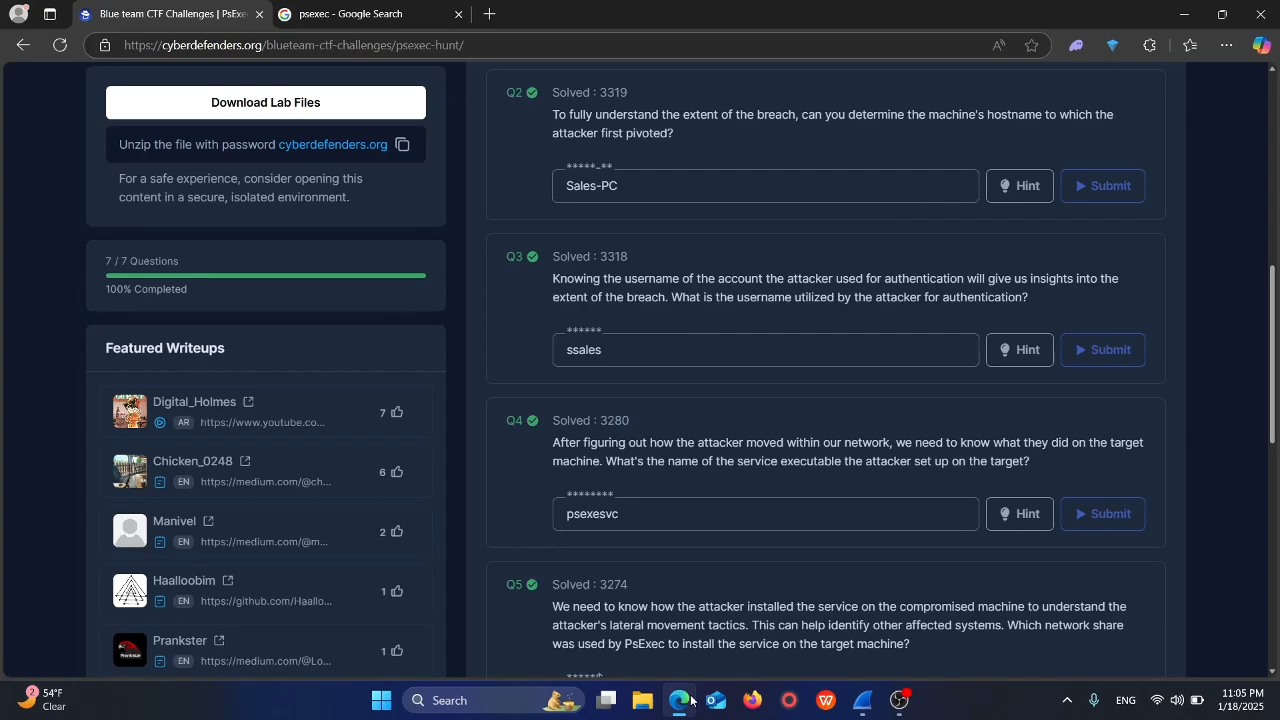 Blue team CTF Challenges | PsExe
psexec - Google Search
https://cyberdefenders.org/blueteam-ctf-challenges/psexec-hunt/
Download Lab Files
Unzip the file with password cyberdefenders.org
For a safe experience, consider opening this
content in a secure, isolated environment.
7 / 7 Questions
100% Completed
Featured Writeups
Digital_Holmes
AR https://www.youtube.co...
7
Chicken_0248
EN https://medium.com/@ch...
6
Manivel
EN https://medium.com/@m...
2
Haalloobim
EN https://github.com/Haallo...
1
Prankster
EN https://medium.com/@Lo...
1
Q2 Solved : 3319
To fully understand the extent of the breach, can you determine the machine's hostname to which the
attacker first pivoted?
*****-**
Sales-PC
Hint
Submit
Q3 Solved : 3318
Knowing the username of the account the attacker used for authentication will give us insights into the
extent of the breach. What is the username utilized by the attacker for authentication?
******
ssales
Hint
Submit
Q4 Solved : 3280
After figuring out how the attacker moved within our network, we need to know what they did on the target
machine. What's the name of the service executable the attacker set up on the target?
********
psexesvc
Hint
Submit
Q5 Solved : 3274
We need to know how the attacker installed the service on the compromised machine to understand the
attacker's lateral movement tactics. This can help identify other affected systems. Which network share
was used by PsExec to install the service on the target machine?
*****$
2
54°F
Clear
Search
ENG
11:05 PM
1/18/2025